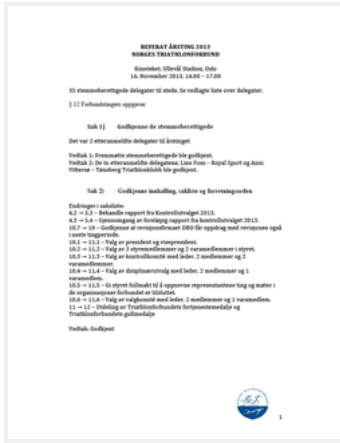 REFERAT ÅRSTING 2013
NORGES TRIATHLONFORBUND
Kinoteket, Ullevål Stadion, Oslo
16. November 2013, 14.00 – 17.00
35 stemmeberettigede delegater til stede. Se vedlagte liste over delegater.
§ 12 Forbundstingets oppgaver
Sak 1) Godkjenne de stemmeberettigede
Det var 2 etteranmeldte delegater til årstinget
Vedtak 1: Fremmøtte stemmeberettigede ble godkjent.
Vedtak 2: De to etteranmeldte delegatene, Line Foss – Royal Sport og Anni
Vittersø – Tønsberg Triathlonklubb ble godkjent.
Sak 2) Godkjenne innkalling, sakliste og forretningsorden
Endringer i saksliste:
4.2 → 5.3 – Behandle rapport fra Kontrollutvalget 2013.
4.3 → 5.4 – Gjennomgang av foreløpig rapport fra kontrollutvalget 2013.
10.7 → 10 – Godkjenne at revisjonsfirmaet BDO får oppdrag med revisjonen også
i neste tingperiode.
10.1 → 11.1 – Valg av president og visepresident.
10.2 → 11.2 – Valg av 3 styremedlemmer og 2 varamedlemmer i styret.
10.3 → 11.3 – Valg av kontrollkomité med leder, 2 medlemmer og 2
varamedlemmer.
10.4 → 11.4 – Valg av disiplinærutvalg med leder, 2 medlemmer og 1
varamedlem.
10.5 → 11.5 – Gi styret fullmakt til å oppnevne representantene ting og møter i
de organisasjoner forbundet er tilsluttet.
10.6 → 11.6 – Valg av valgkomité med leder, 2 medlemmer og 1 varamedlem.
11 → 12 – Utdeling av Triathlonforbundets fortjenestemedalje og
Triathlonforbundets gullmedalje
Vedtak: Godkjent
1